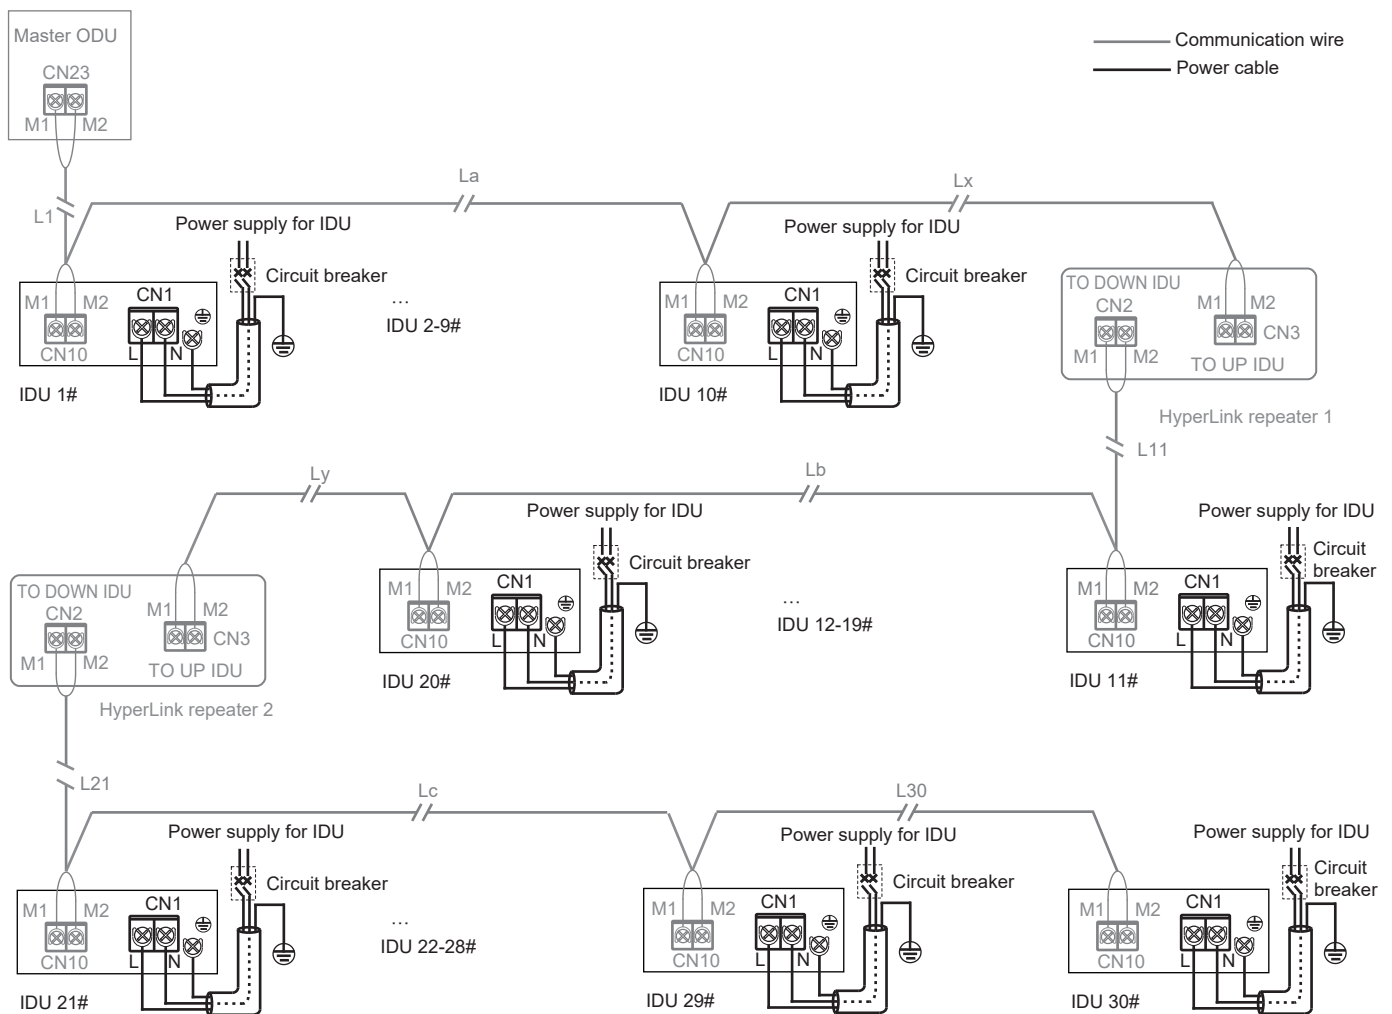 Master ODU
CN23
M1 M2
Communication wire
Power cable
L1
La
Lx
Power supply for IDU
Circuit breaker
M1 M2
CN10
CN1
L N
IDU 1#
...
IDU 2-9#
Power supply for IDU
Circuit breaker
M1 M2
CN10
CN1
L N
IDU 10#
TO DOWN IDU
CN2
M1 M2
M1 M2
CN3
TO UP IDU
HyperLink repeater 1
L11
Ly
Lb
TO DOWN IDU
CN2
M1 M2
M1 M2
CN3
TO UP IDU
HyperLink repeater 2
Power supply for IDU
Circuit breaker
M1 M2
CN10
CN1
L N
IDU 20#
...
IDU 12-19#
Power supply for IDU
Circuit
breaker
M1 M2
CN10
CN1
L N
IDU 11#
L21
Lc
L30
Power supply for IDU
Circuit breaker
M1 M2
CN10
CN1
L N
IDU 21#
...
IDU 22-28#
Power supply for IDU
Circuit breaker
M1 M2
CN10
CN1
L N
IDU 29#
Power supply for IDU
Circuit
breaker
M1 M2
CN10
CN1
L N
IDU 30#